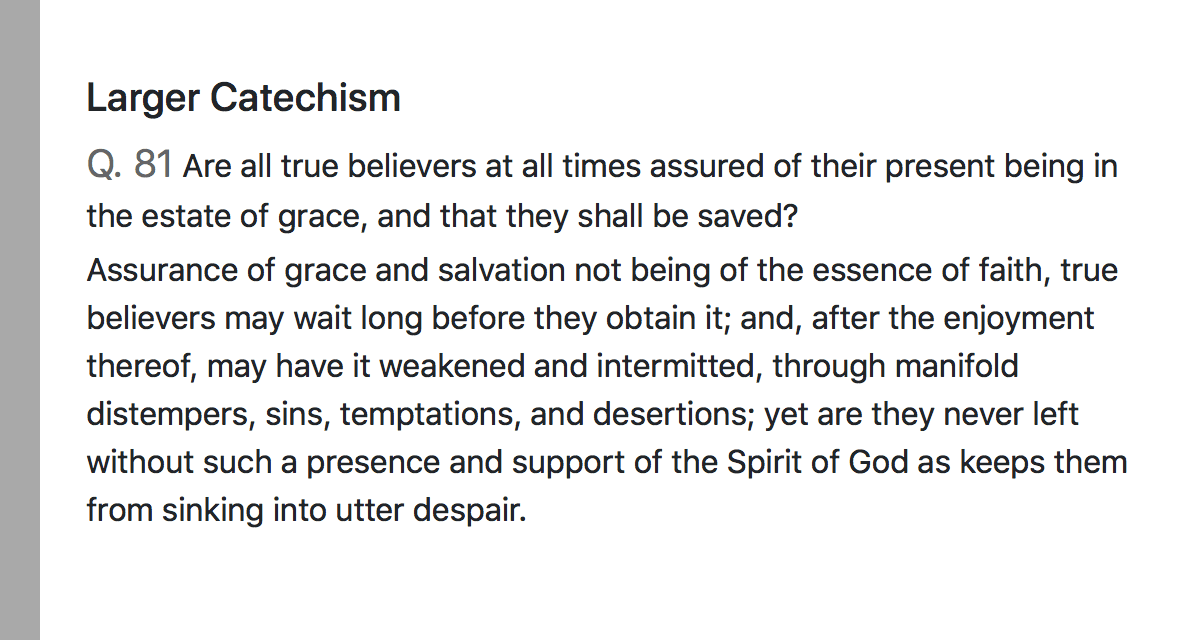 Larger Catechism
Q. 81 Are all true believers at all times assured of their present being in
the estate of grace, and that they shall be saved?
Assurance of grace and salvation not being of the essence of faith, true
believers may wait long before they obtain it; and, after the enjoyment
thereof, may have it weakened and intermitted, through manifold
distempers, sins, temptations, and desertions; yet are they never left
without such a presence and support of the Spirit of God as keeps them
from sinking into utter despair.